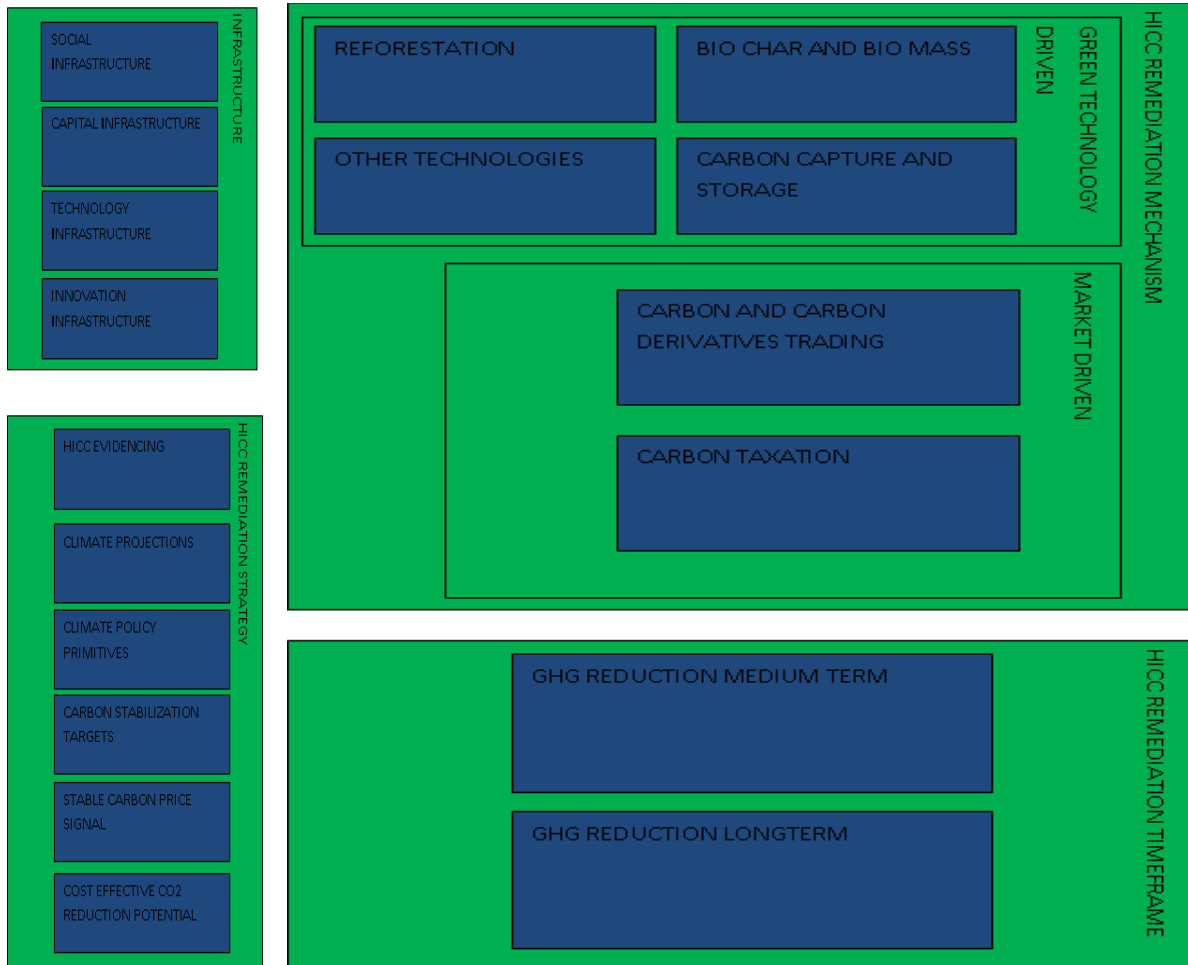 SOCIAL
INFRASTRUCTURE
CAPITAL INFRASTRUCTURE
TECHNOLOGY
INFRASTRUCTURE
INNOVATION
INFRASTRUCTURE
INFRASTRUCTURE
REFORESTATION
BIO CHAR AND BIO MASS
OTHER TECHNOLOGIES
CARBON CAPTURE AND
STORAGE
GREEN TECHNOLOGY
DRIVEN
CARBON AND CARBON
DERIVATIVES TRADING
CARBON TAXATION
MARKET DRIVEN
HICC REMEDIATION MECHANISM
HICC EVIDENCING
CLIMATE PROJECTIONS
CLIMATE POLICY
PRIMITIVES
CARBON STABILIZATION
TARGETS
STABLE CARBON PRICE
SIGNAL
COST EFFECTIVE CO2
REDUCTION POTENTIAL
HICC REMEDIATION STRATEGY
GHG REDUCTION MEDIUM TERM
GHG REDUCTION LONGTERM
HICC REMEDIATION TIMEFRAME